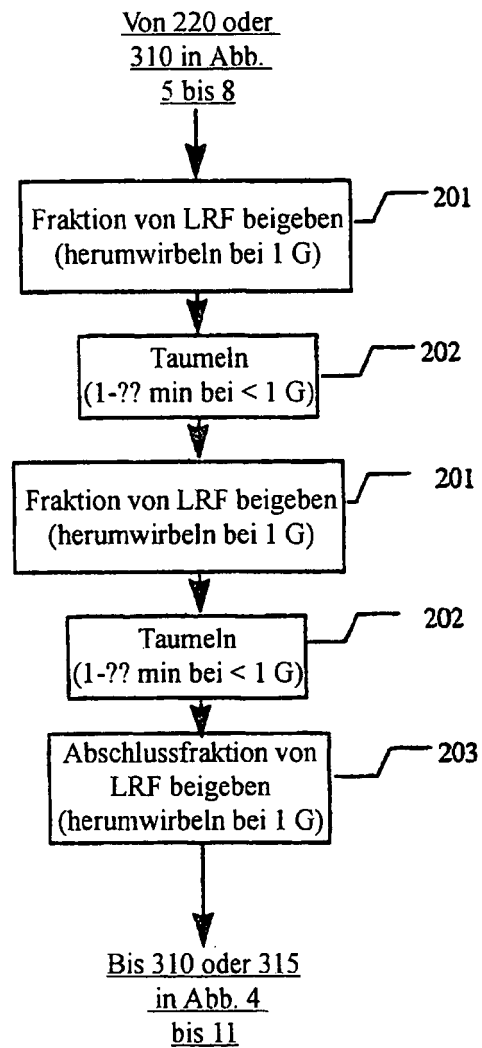 Von 220 oder
310 in Abb.
5 bis 8
Fraktion von LRF beigeben
(herumwirbeln bei 1 G)
201
Taumeln
(1-?? min bei < 1 G)
202
Fraktion von LRF beigeben
(herumwirbeln bei 1 G)
201
Taumeln
(1-?? min bei < 1 G)
202
Abschlussfraktion von
LRF beigeben
(herumwirbeln bei 1 G)
203
Bis 310 oder 315
in Abb. 4
bis 11